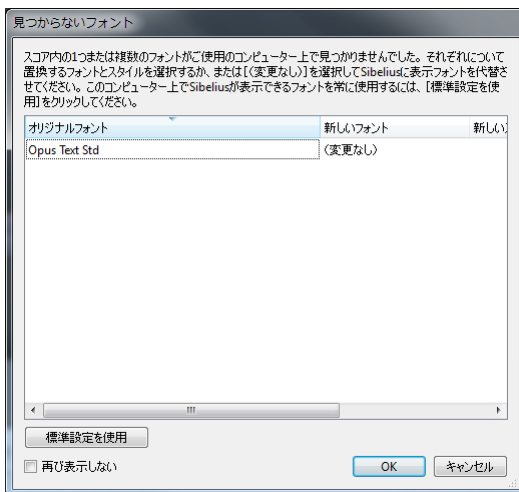 見つからないフォント
スコア内の1つまたは複数のフォントがご使用のコンピューター上で見つかりませんでした。それぞれについて
置換するフォントとスタイルを選択するか、または[(変更なし)]を選択してSibeliusに表示フォントを代替さ
せてください。このコンピューター上でSibeliusが表示できるフォントを常に使用するには、[標準設定を使
用]をクリックしてください。
オリジナルフォント 新しいフォント 新しい
Opus Text Std (変更なし)
標準設定を使用
再び表示しない OK キャンセル